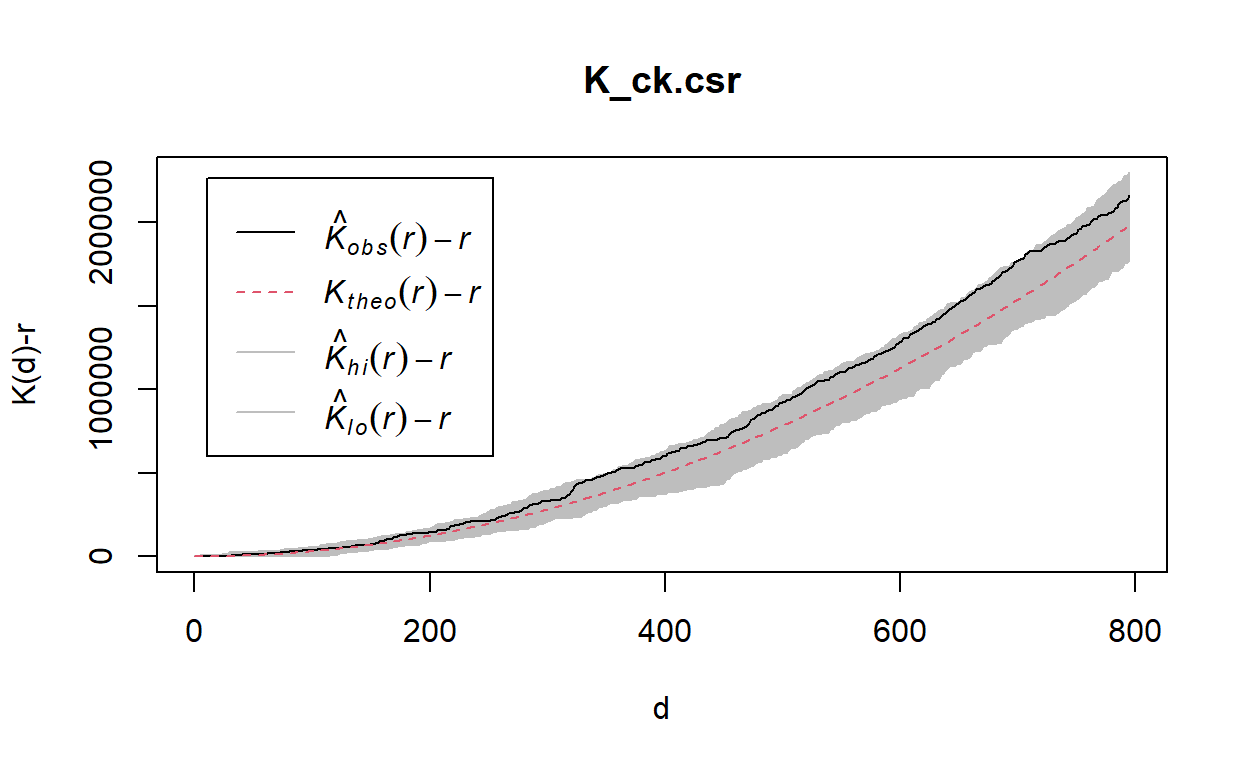 K_ck.csr
K(d)-r
2000000
1000000
0
K̂obs(r) − r
Ktheo(r) − r
K̂hi(r) − r
K̂lo(r) − r
0 200 400 600 800
d